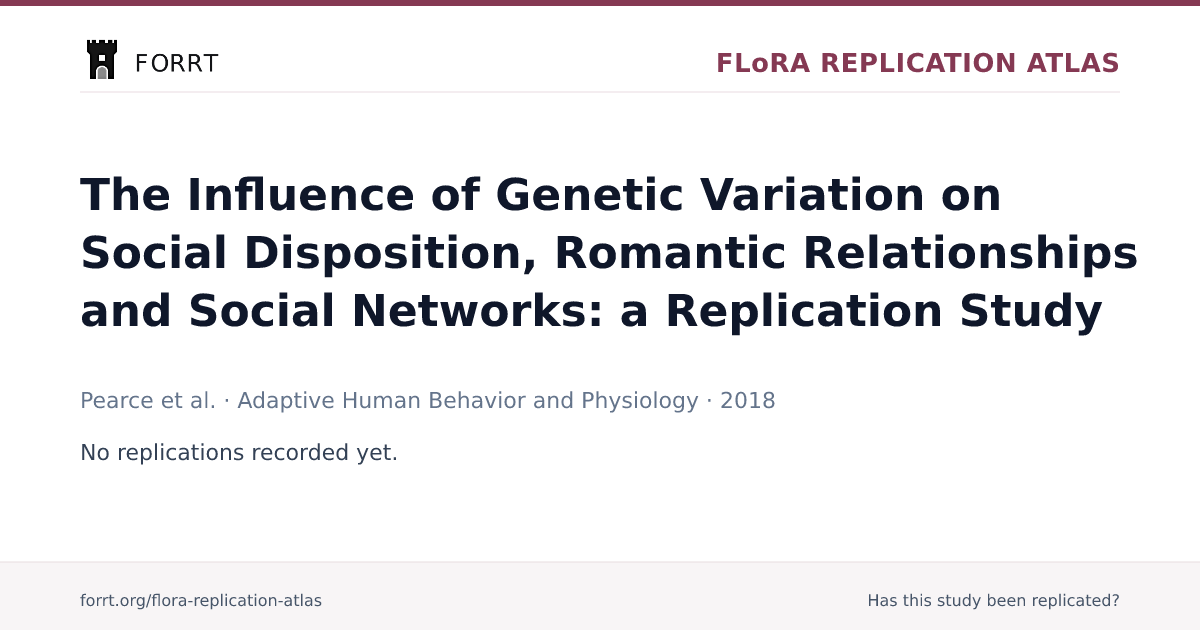 FORRT
FLoRA REPLICATION ATLAS
The Influence of Genetic Variation on
Social Disposition, Romantic Relationships
and Social Networks: a Replication Study
Pearce et al. · Adaptive Human Behavior and Physiology · 2018
No replications recorded yet.
forrt.org/flora-replication-atlas
Has this study been replicated?